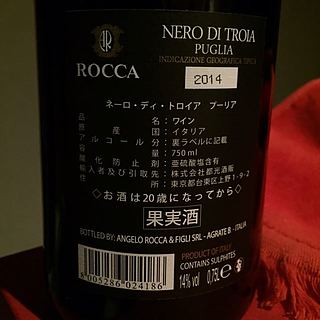 R
ROCCA
NERO DI TROIA
PUGLIA
INDICAZIONE GEOGRAFICA TIPICA
2014
ネーロ・ディ・トロイア プーリア
品名：ワイン
原産国：イタリア
アルコール分：裏ラベルに記載
容量：750ml
酸化防止剤：亜硫酸塩含有
輸入者及び引取先：株式会社都光酒販
住所：東京都台東区上野1-9-2
◇お酒は20歳になってから◇
果実酒
BOTTLED BY: ANGELO ROCCA & FIGLI SRL - AGRATE B - ITALIA
8 005286 024186
PRODUCT OF ITALY
CONTAINS SULPHITES
14% vol 0,75L e